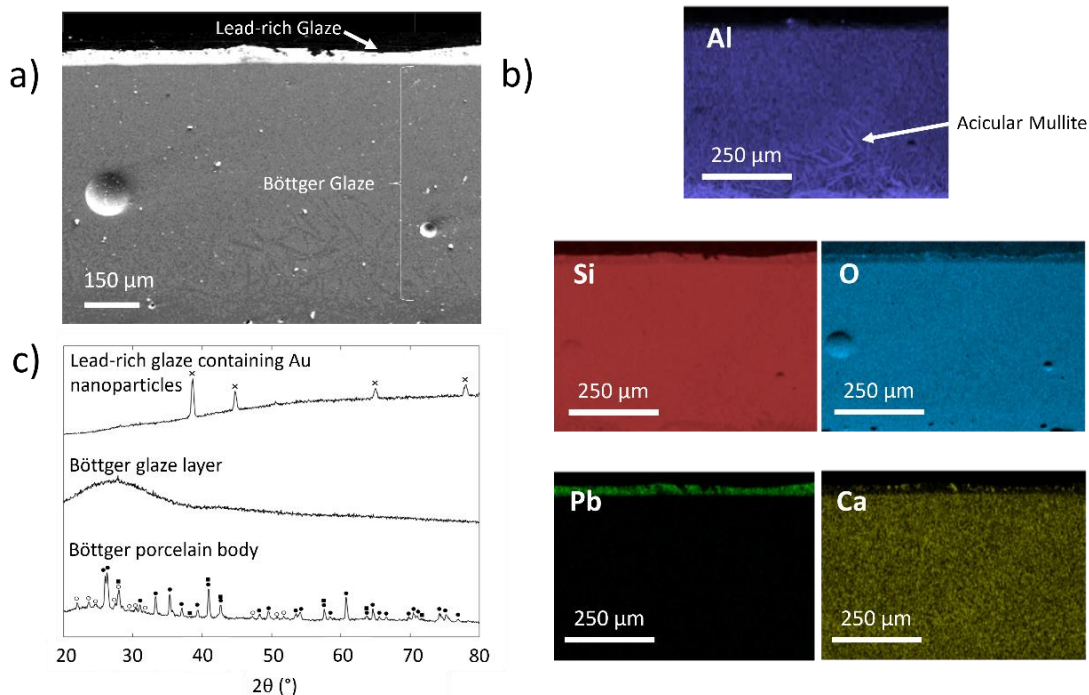 a)
Lead-rich Glaze
Böttger Glaze
150 µm
b)
Al
Acicular Mullite
250 µm
Si
250 µm
O
250 µm
Pb
250 µm
Ca
250 µm
c)
Lead-rich glaze containing Au
nanoparticles
Böttger glaze layer
Böttger porcelain body
20 30 40 50 60 70 80
2θ (°)